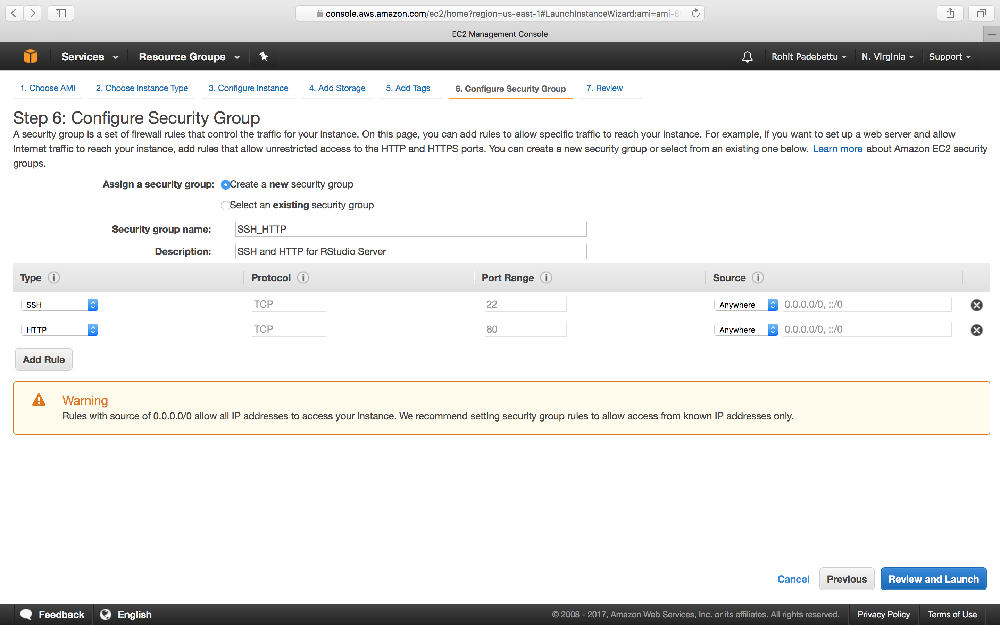 console.aws.amazon.com/ec2/home?region=us-east-1#LaunchInstanceWizard:ami=ami-8
EC2 Management Console
Services Resource Groups Rohit Padebettu N. Virginia Support
1. Choose AMI 2. Choose Instance Type 3. Configure Instance 4. Add Storage 5. Add Tags 6. Configure Security Group 7. Review
Step 6: Configure Security Group
A security group is a set of firewall rules that control the traffic for your instance. On this page, you can add rules to allow specific traffic to reach your instance. For example, if you want to set up a web server and allow
Internet traffic to reach your instance, add rules that allow unrestricted access to the HTTP and HTTPS ports. You can create a new security group or select from an existing one below. Learn more about Amazon EC2 security
groups.
Assign a security group: Create a new security group
Select an existing security group
Security group name: SSH_HTTP
Description: SSH and HTTP for RStudio Server
Type Protocol Port Range Source
SSH TCP 22 Anywhere 0.0.0.0/0, ::/0
HTTP TCP 80 Anywhere 0.0.0.0/0, ::/0
Add Rule
Warning
Rules with source of 0.0.0.0/0 allow all IP addresses to access your instance. We recommend setting security group rules to allow access from known IP addresses only.
Cancel Previous Review and Launch
Feedback English © 2008 - 2017, Amazon Web Services, Inc. or its affiliates. All rights reserved. Privacy Policy Terms of Use